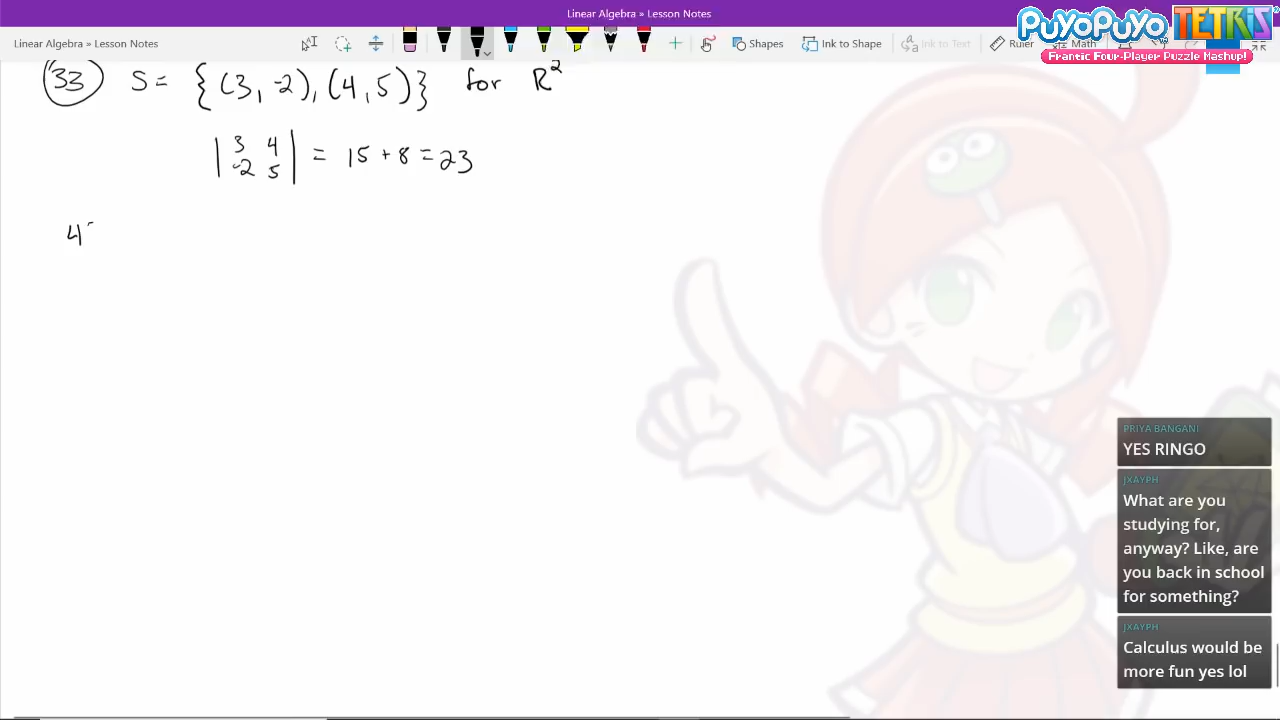 Linear Algebra » Lesson Notes
PuyoPuyo TETRIS
Frantic Four-Player Puzzle Mashup!
Linear Algebra » Lesson Notes
Shapes
Ink to Shape
Ink to Text
Ruler
Math
33 S = {(3, -2), (4, 5)} for R²
| 3 4 |
| -2 5 | = 15 + 8 = 23
4
PRIYA BANGANI
YES RINGO
JXAYPH
What are you
studying for,
anyway? Like, are
you back in school
for something?
JXAYPH
Calculus would be
more fun yes lol